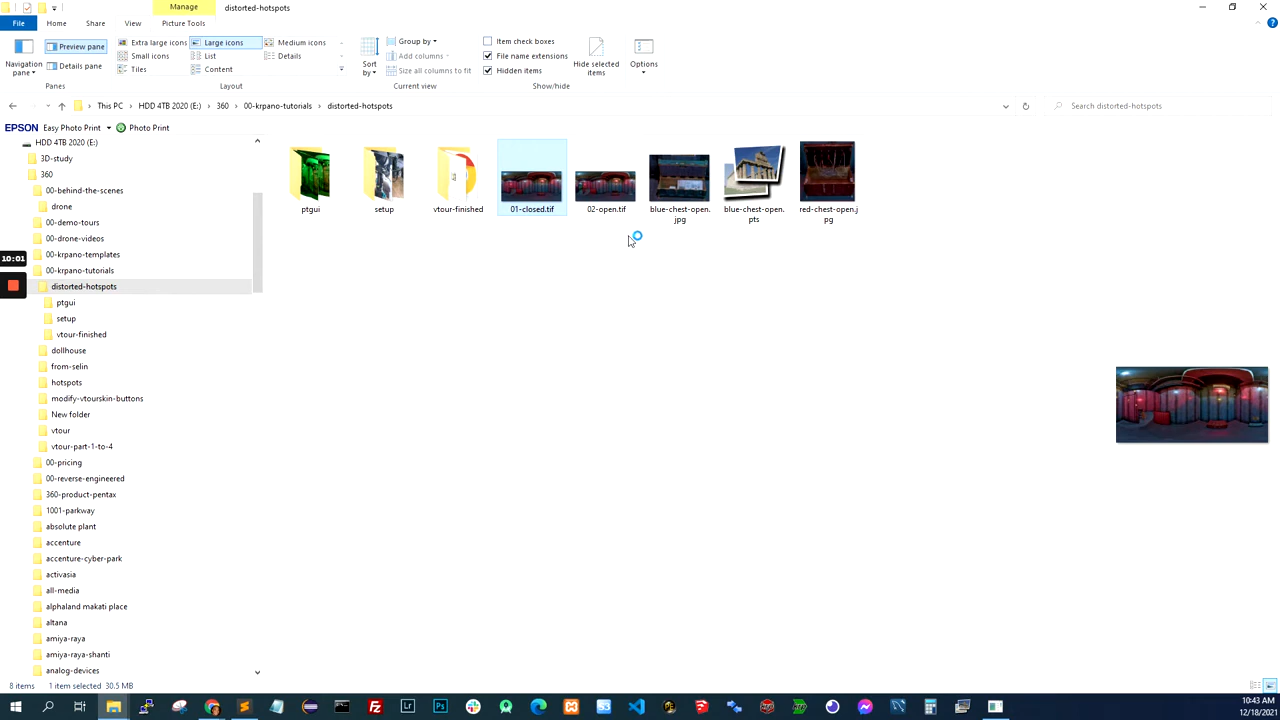 Manage
distorted-hotspots
File
Home
Share
View
Picture Tools
Navigation pane
Preview pane
Details pane
Panes
Extra large icons
Large icons
Medium icons
Small icons
List
Details
Tiles
Content
Layout
Sort by
Group by
Add columns
Size all columns to fit
Current view
Item check boxes
File name extensions
Hidden items
Show/hide
Hide selected items
Options
This PC
HDD 4TB 2020 (E:)
360
00-krpano-tutorials
distorted-hotspots
Search distorted-hotspots
EPSON Easy Photo Print
Photo Print
HDD 4TB 2020 (E:)
3D-study
360
00-behind-the-scenes
drone
00-demo-tours
00-drone-videos
00-krpano-templates
10:01
00-krpano-tutorials
distorted-hotspots
ptgui
setup
vtour-finished
dollhouse
from-selin
hotspots
modify-vtourskin-buttons
New folder
vtour
vtour-part-1-to-4
00-pricing
00-reverse-engineered
360-product-pentax
1001-parkway
absolute plant
accenture
accenture-cyber-park
activasia
all-media
alphaland makati place
altana
amiya-raya
amiya-raya-shanti
analog-devices
ptgui
setup
vtour-finished
01-closed.tif
02-open.tif
blue-chest-open.jpg
blue-chest-open.pts
red-chest-open.jpg
8 items
1 item selected 30.5 MB
10:43 AM
12/18/2021